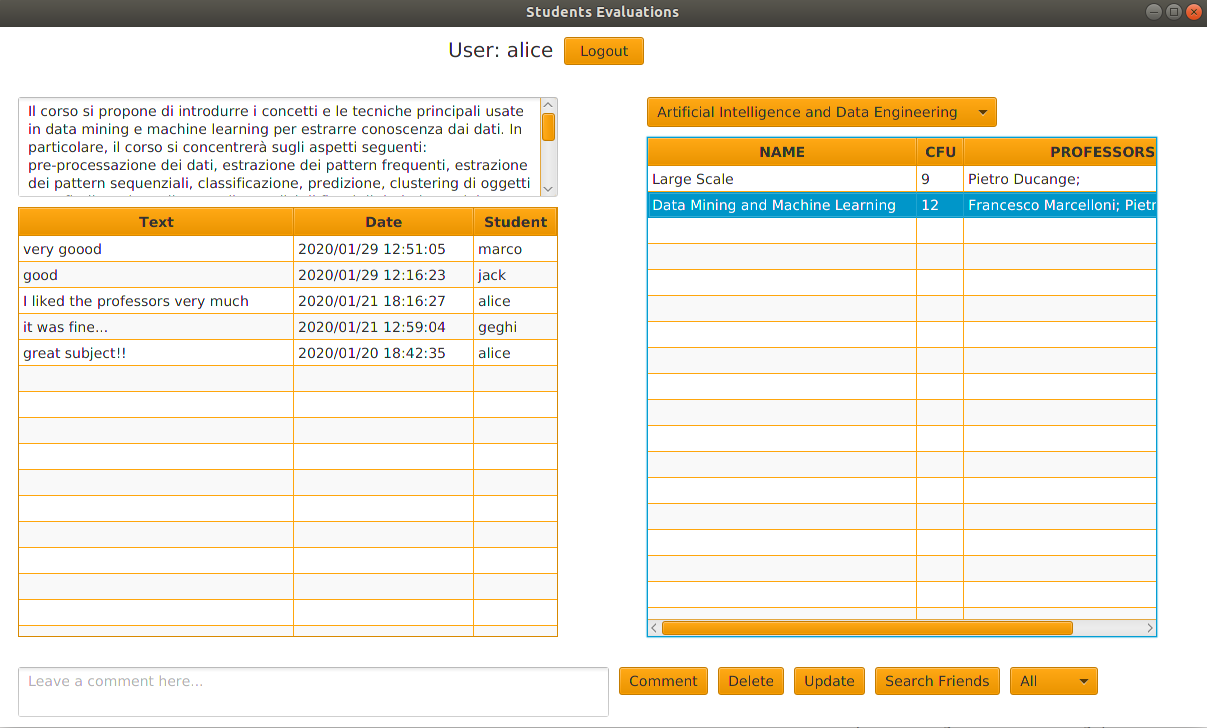 Students Evaluations
User: alice Logout
Il corso si propone di introdurre i concetti e le tecniche principali usate
in data mining e machine learning per estrarre conoscenza dai dati. In
particolare, il corso si concentrerà sugli aspetti seguenti:
pre-processazione dei dati, estrazione dei pattern frequenti, estrazione
dei pattern sequenziali, classificazione, predizione, clustering di oggetti
Text Date Student
very goood 2020/01/29 12:51:05 marco
good 2020/01/29 12:16:23 jack
I liked the professors very much 2020/01/21 18:16:27 alice
it was fine... 2020/01/21 12:59:04 geghi
great subject!! 2020/01/20 18:42:35 alice
Artificial Intelligence and Data Engineering
NAME CFU PROFESSORS
Large Scale 9 Pietro Ducange;
Data Mining and Machine Learning 12 Francesco Marcelloni; Pietr
Leave a comment here... Comment Delete Update Search Friends All